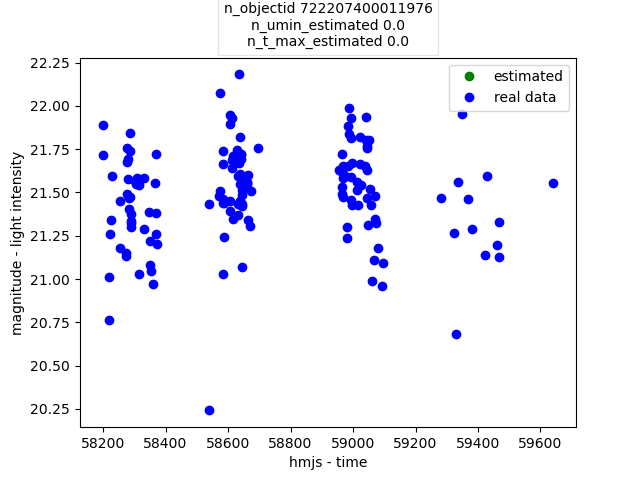 n_objectid 722207400011976
n_umin_estimated 0.0
n_t_max_estimated 0.0
estimated
real data
22.25
22.00
21.75
21.50
21.25
21.00
20.75
20.50
20.25
magnitude - light intensity
58200 58400 58600 58800 59000 59200 59400 59600
hmjs - time